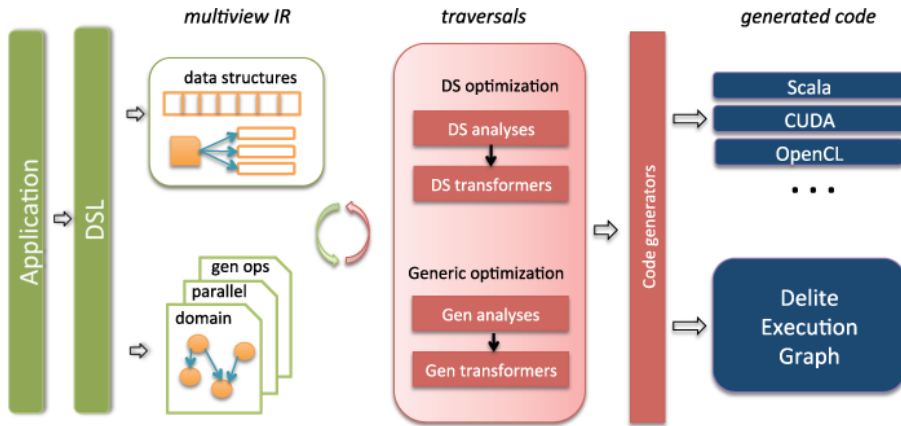 multiview IR
traversals
generated code
Application
DSL
data structures
gen ops
parallel
domain
DS optimization
DS analyses
DS transformers
Generic optimization
Gen analyses
Gen transformers
Code generators
Scala
CUDA
OpenCL
...
Delite
Execution
Graph